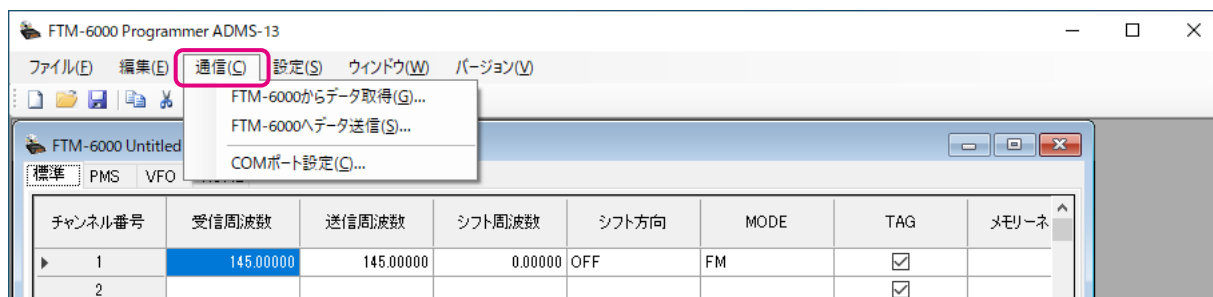 FTM-6000 Programmer ADMS-13
ファイル(F) 編集(E) 通信(C) 設定(S) ウィンドウ(W) バージョン(V)
FTM-6000からデータ取得(G)...
FTM-6000へデータ送信(S)...
COMポート設定(C)...
FTM-6000 Untitled
標準 PMS VFO
チャンネル番号 受信周波数 送信周波数 シフト周波数 シフト方向 MODE TAG メモリーネ
1 145.00000 145.00000 0.00000 OFF FM
2